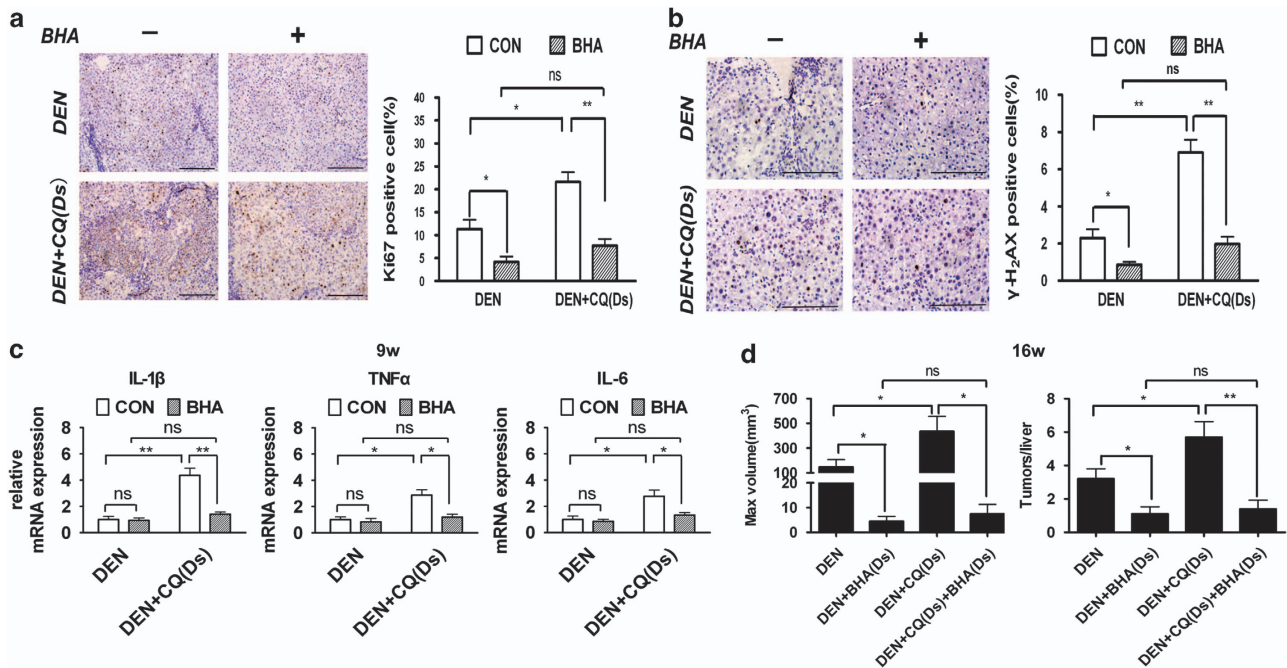 a
BHA
−
+
DEN
DEN+CQ(Ds)
CON
BHA
Ki67 positive cell(%)
40
35
30
25
20
15
10
5
0
ns
*
**
*
DEN
DEN+CQ(Ds)
b
BHA
−
+
DEN
DEN+CQ(Ds)
CON
BHA
γ-H₂AX positive cells(%)
10
8
6
4
2
0
ns
**
**
*
DEN
DEN+CQ(Ds)
c
9w
IL-1β
CON
BHA
relative
mRNA expression
8
6
4
2
0
ns
**
**
ns
DEN
DEN+CQ(Ds)
TNFα
CON
BHA
mRNA expression
8
6
4
2
0
ns
*
*
ns
DEN
DEN+CQ(Ds)
IL-6
CON
BHA
mRNA expression
8
6
4
2
0
ns
*
*
ns
DEN
DEN+CQ(Ds)
d
16w
Max volume(mm³)
700
500
300
100
20
10
0
ns
*
*
*
DEN
DEN+BHA(Ds)
DEN+CQ(Ds)
DEN+CQ(Ds)+BHA(Ds)
Tumors/liver
8
6
4
2
0
ns
*
**
*
DEN
DEN+BHA(Ds)
DEN+CQ(Ds)
DEN+CQ(Ds)+BHA(Ds)